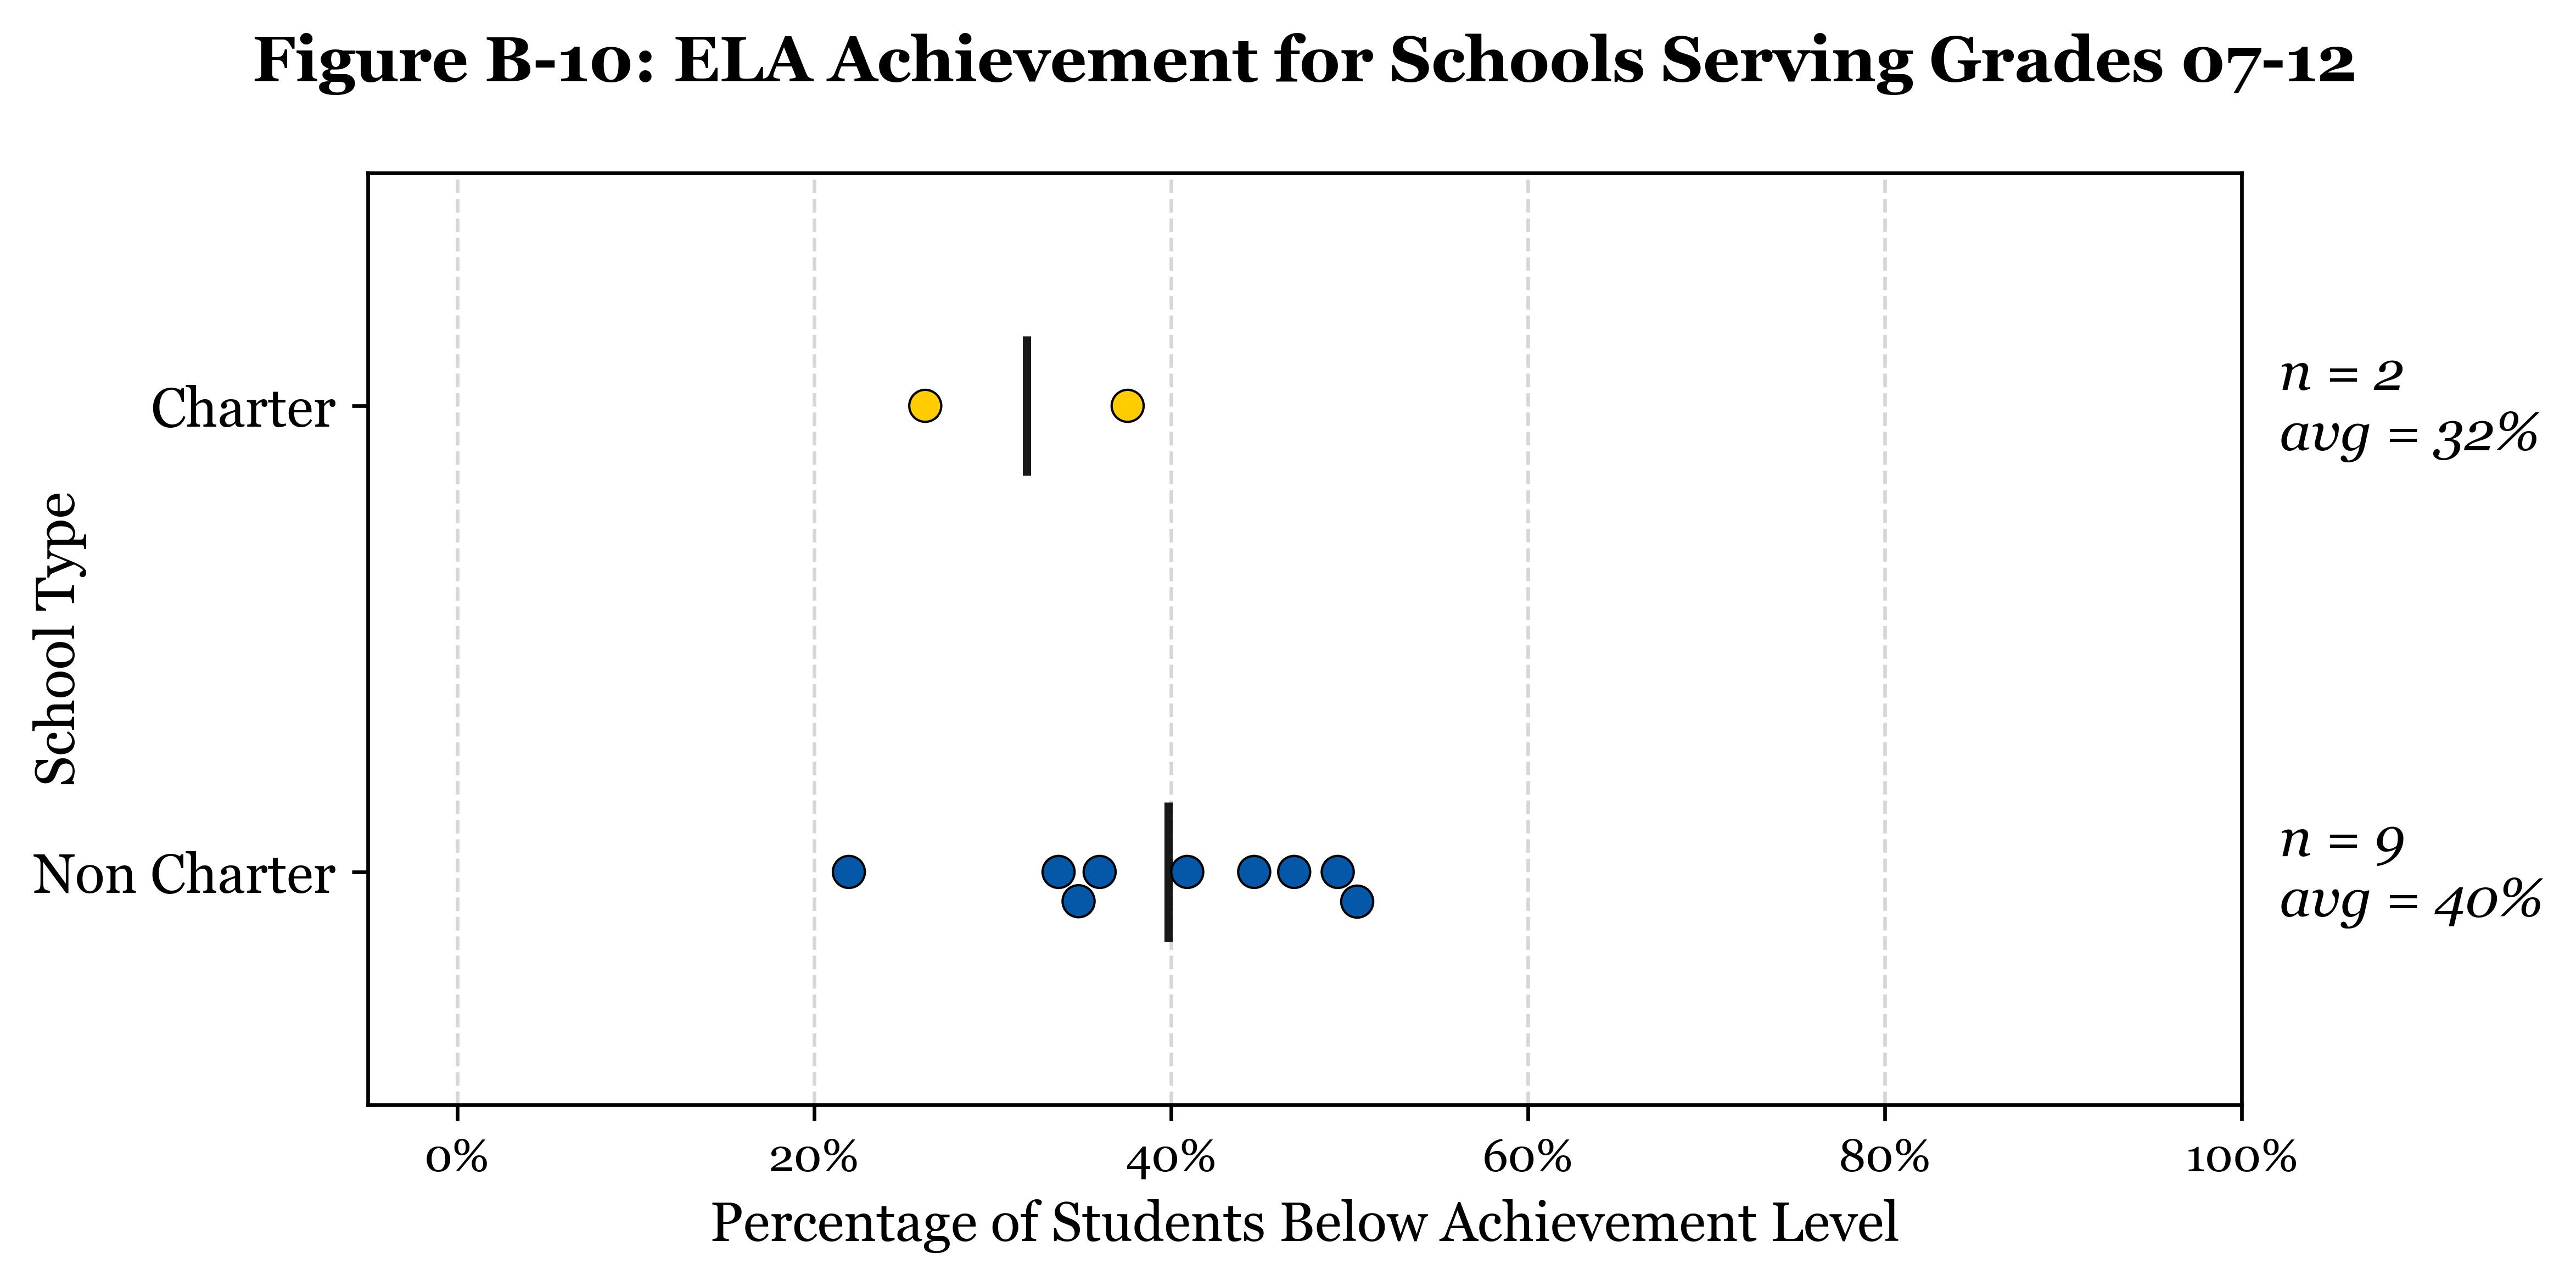 Figure B-10: ELA Achievement for Schools Serving Grades 07-12
School Type
Charter
n = 2
avg = 32%
Non Charter
n = 9
avg = 40%
0%
20%
40%
60%
80%
100%
Percentage of Students Below Achievement Level